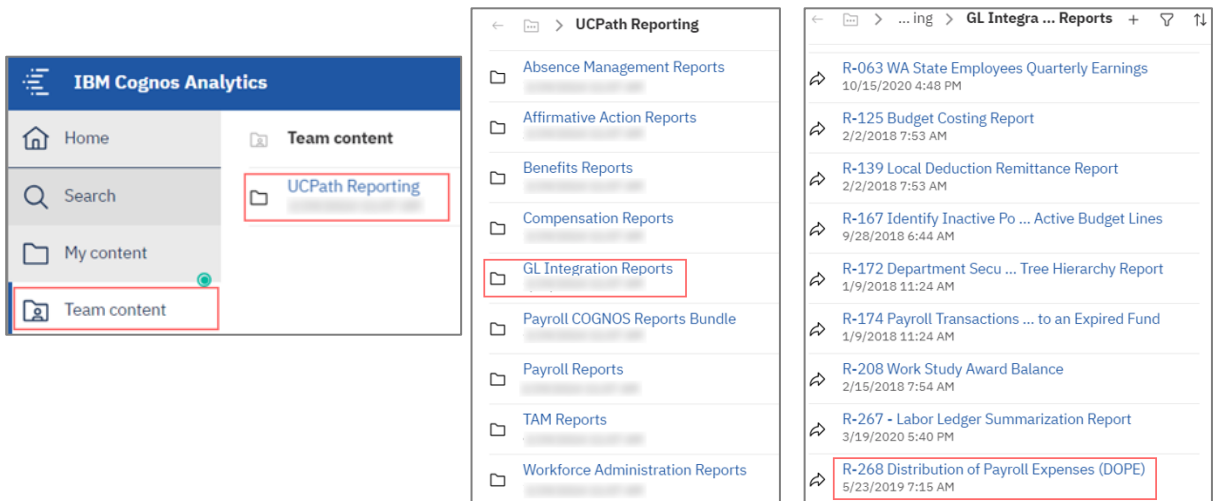 IBM Cognos Analytics
Home
Search
My content
Team content
Team content
UCPath Reporting
UCPath Reporting
Absence Management Reports
Affirmative Action Reports
Benefits Reports
Compensation Reports
GL Integration Reports
Payroll COGNOS Reports Bundle
Payroll Reports
TAM Reports
Workforce Administration Reports
... ing > GL Integra ... Reports
R-063 WA State Employees Quarterly Earnings
10/15/2020 4:48 PM
R-125 Budget Costing Report
2/2/2018 7:53 AM
R-139 Local Deduction Remittance Report
2/2/2018 7:53 AM
R-167 Identify Inactive Po ... Active Budget Lines
9/28/2018 6:44 AM
R-172 Department Secu ... Tree Hierarchy Report
1/9/2018 11:24 AM
R-174 Payroll Transactions ... to an Expired Fund
1/9/2018 11:24 AM
R-208 Work Study Award Balance
2/15/2018 7:54 AM
R-267 - Labor Ledger Summarization Report
3/19/2020 5:40 PM
R-268 Distribution of Payroll Expenses (DOPE)
5/23/2019 7:15 AM